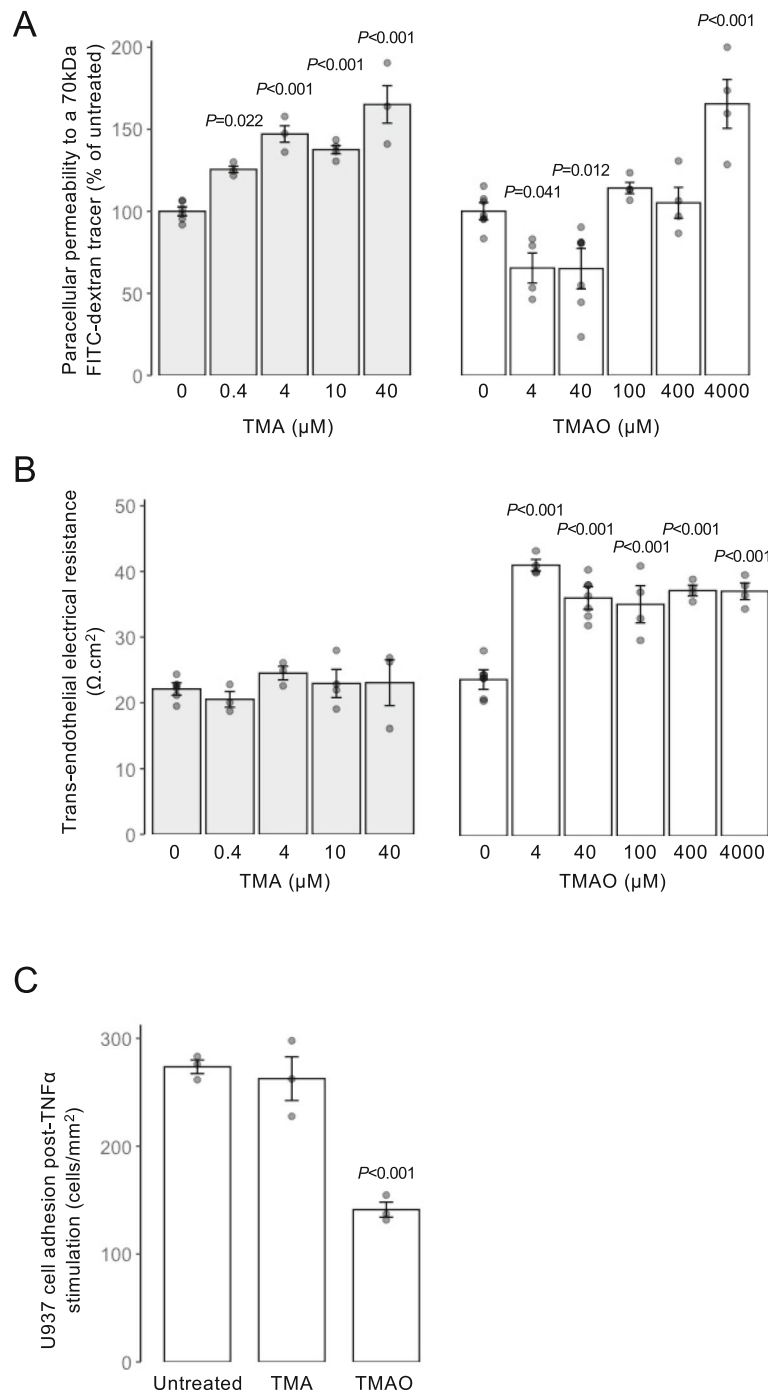 A
Paracellular permeability to a 70kDa
FITC-dextran tracer (% of untreated)
200
150
100
50
0
P=0.022
P<0.001
P<0.001
P<0.001
0 0.4 4 10 40
TMA (μM)
P=0.041
P=0.012
P<0.001
0 4 40 100 400 4000
TMAO (μM)
B
Trans-endothelial electrical resistance
(Ω.cm²)
50
40
30
20
10
0
0 0.4 4 10 40
TMA (μM)
P<0.001
P<0.001
P<0.001
P<0.001
P<0.001
0 4 40 100 400 4000
TMAO (μM)
C
U937 cell adhesion post-TNFα
stimulation (cells/mm²)
300
200
100
0
P<0.001
Untreated TMA TMAO